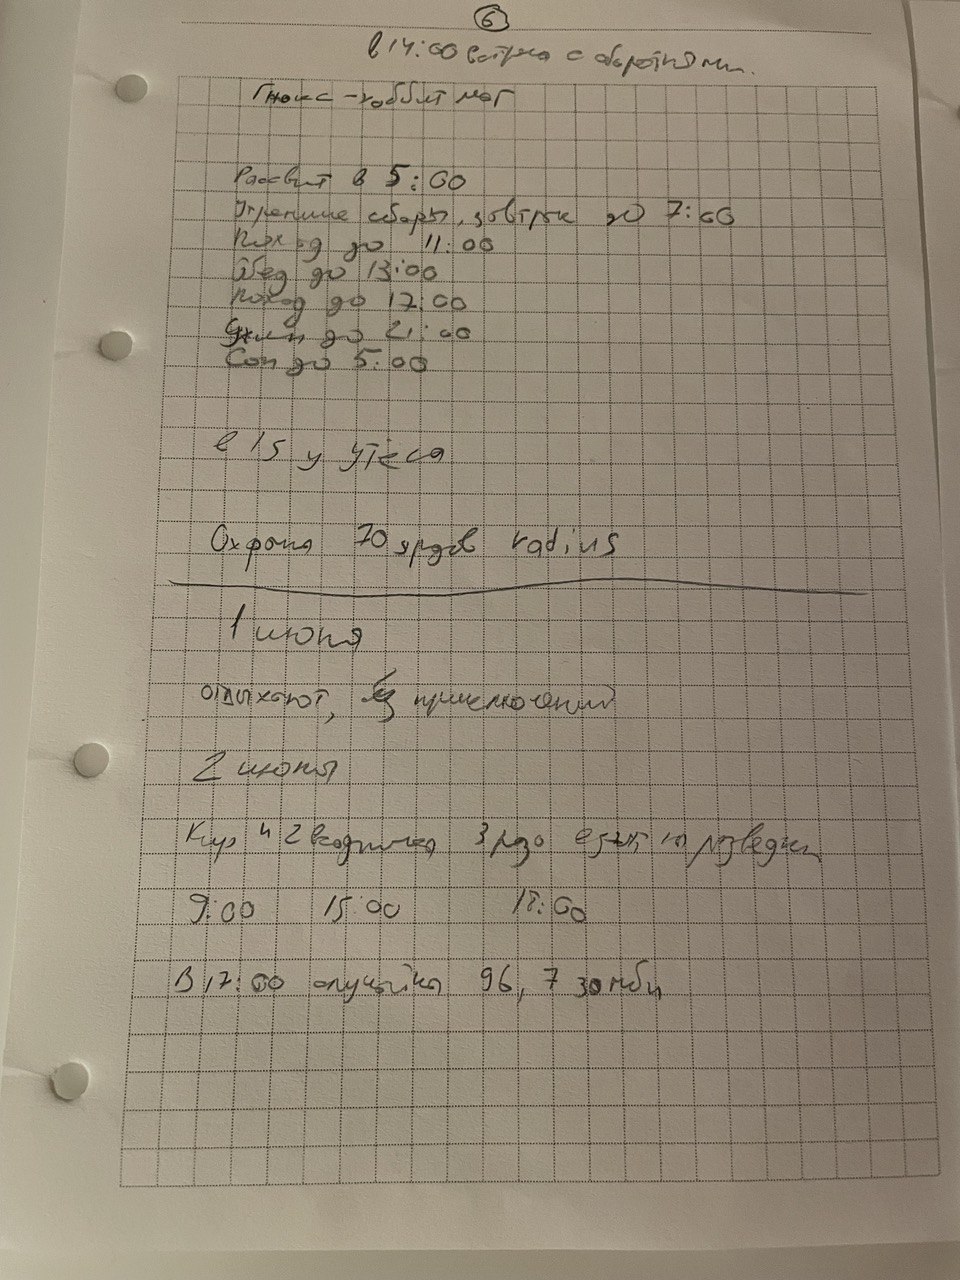 6
в 14:00 встреча с оборотнями.
Гнокс - хоббит маг
Рассвет в 5:00
Утренние сборы, завтрак до 7:00
Поход до 11:00
Обед до 13:00
Поход до 17:00
Ужин до 21:00
Сон до 5:00
в 15 у утёса
Охрана 70 ярдов radius
1 июня
отдыхают, без приключений
2 июня
Кир и 2 всадника 3 раза ездят на разведки
9:00 15:00 18:00
В 17:00 случайка 96, 7 зомби